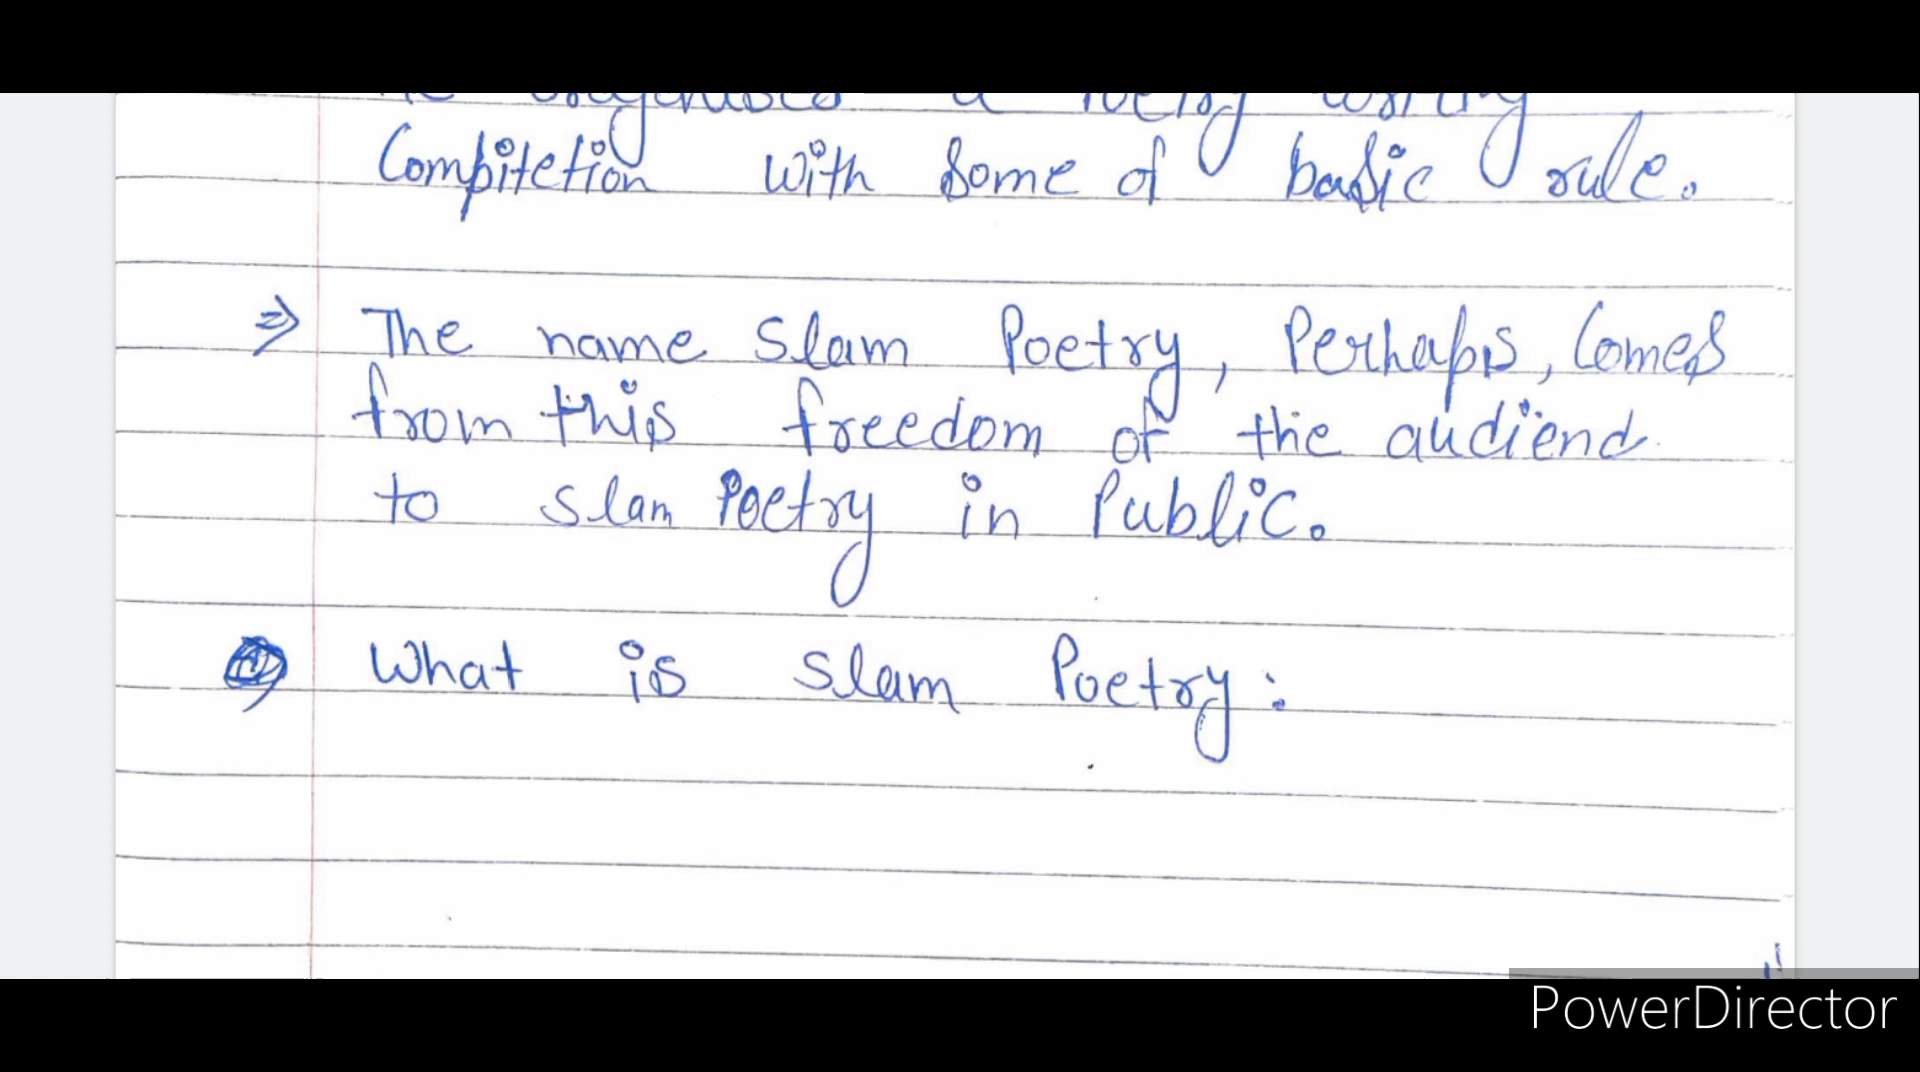 Compitetion with some of basic rule.
⇒ The name slam Poetry, Perhaps, Comes
from this freedom of the audiend
to slam Poetry in Public.
What is slam Poetry:
PowerDirector